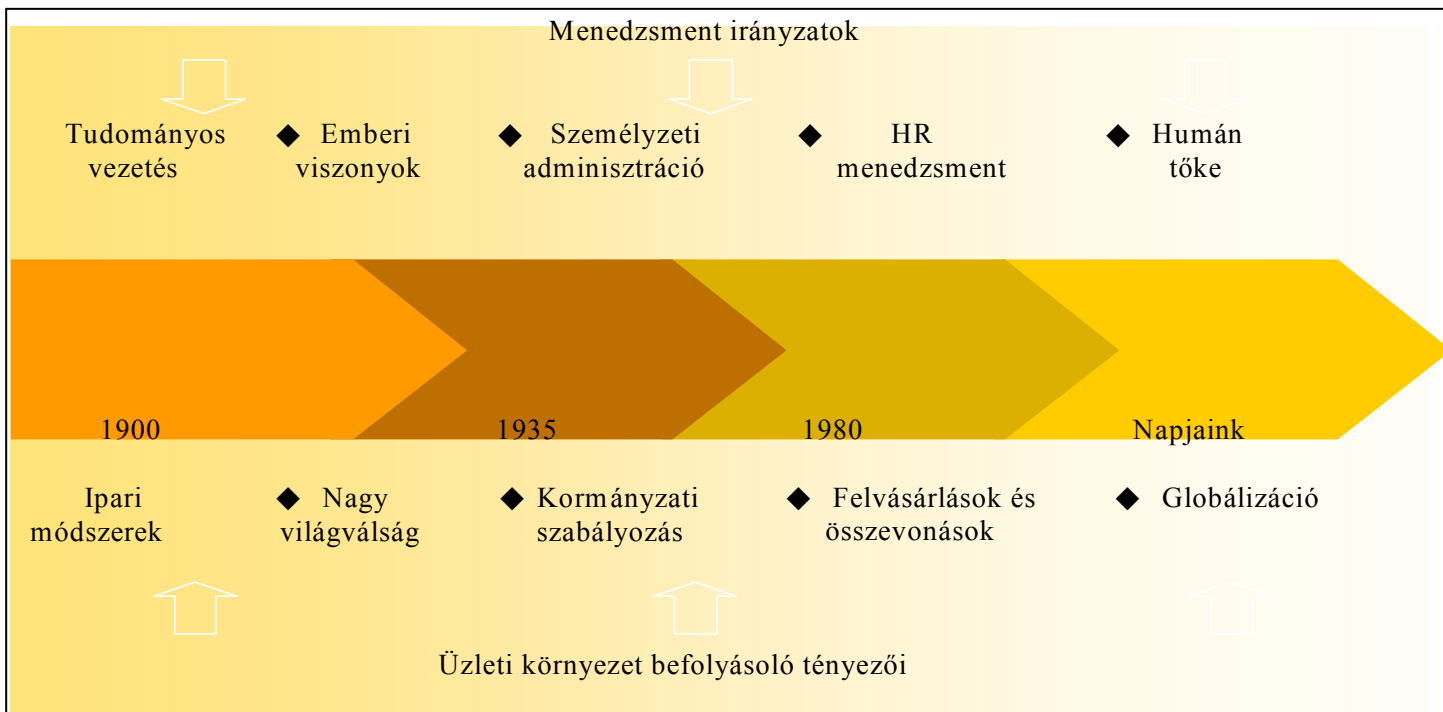 Menedzsment irányzatok
Tudományos ◆ Emberi ◆ Személyzeti ◆ HR ◆ Humán
vezetés viszonyok adminisztráció menedzsment tőke
1900 1935 1980 Napjaink
Ipari ◆ Nagy ◆ Kormányzati ◆ Felvásárlások és ◆ Globálizáció
módszerek világválság szabályozás összevonások
Üzleti környezet befolyásoló tényezői